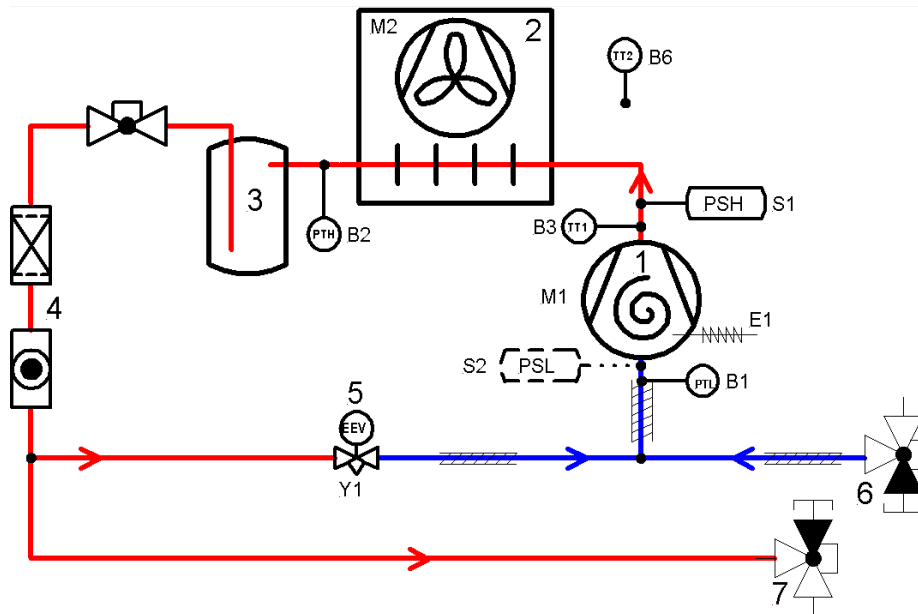 M2
2
TT2
B6
3
PTH
B2
B3
TT1
PSH
S1
1
M1
E1
4
S2
PSL
PTL
B1
5
EEV
Y1
6
7